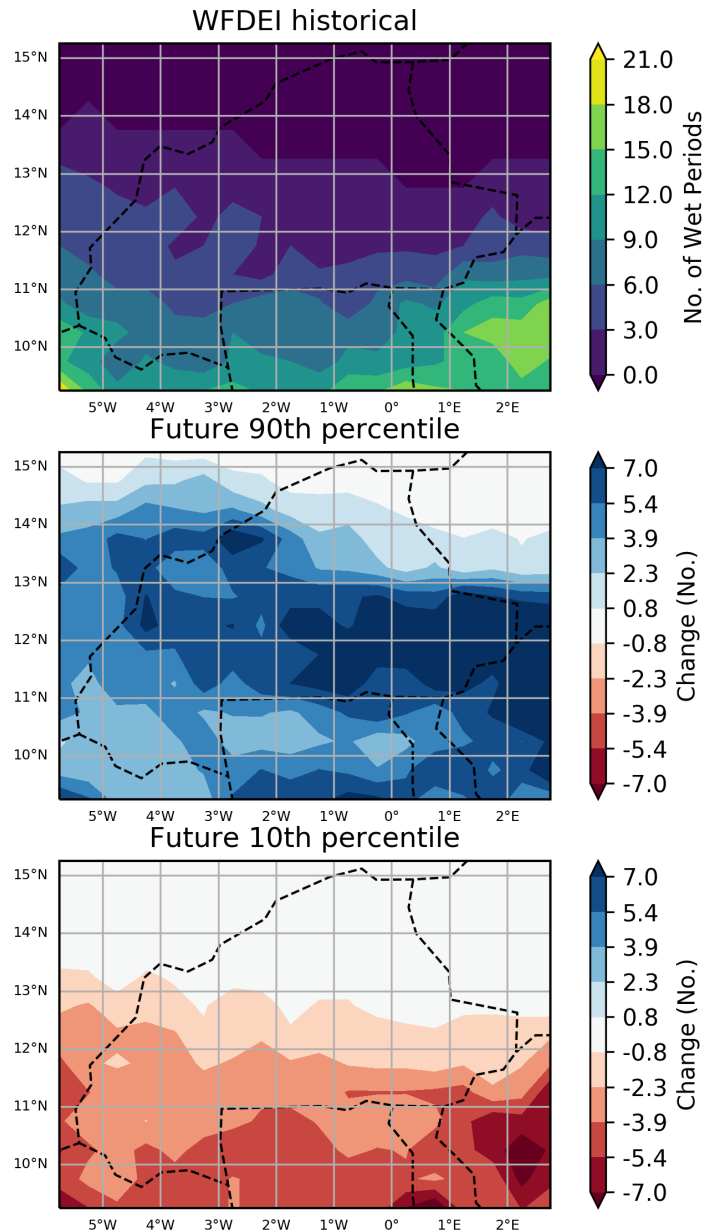 WFDEI historical
15°N
14°N
13°N
12°N
11°N
10°N
5°W 4°W 3°W 2°W 1°W 0° 1°E 2°E
21.0
18.0
15.0
12.0
9.0
6.0
3.0
0.0
No. of Wet Periods
Future 90th percentile
15°N
14°N
13°N
12°N
11°N
10°N
5°W 4°W 3°W 2°W 1°W 0° 1°E 2°E
7.0
5.4
3.9
2.3
0.8
-0.8
-2.3
-3.9
-5.4
-7.0
Change (No.)
Future 10th percentile
15°N
14°N
13°N
12°N
11°N
10°N
5°W 4°W 3°W 2°W 1°W 0° 1°E 2°E
7.0
5.4
3.9
2.3
0.8
-0.8
-2.3
-3.9
-5.4
-7.0
Change (No.)